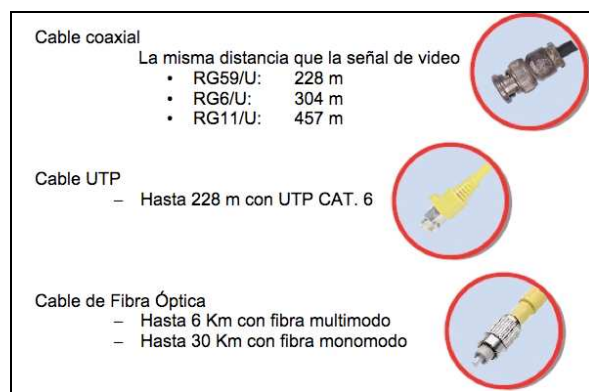 Cable coaxial
La misma distancia que la señal de video
• RG59/U: 228 m
• RG6/U: 304 m
• RG11/U: 457 m
Cable UTP
– Hasta 228 m con UTP CAT. 6
Cable de Fibra Óptica
– Hasta 6 Km con fibra multimodo
– Hasta 30 Km con fibra monomodo